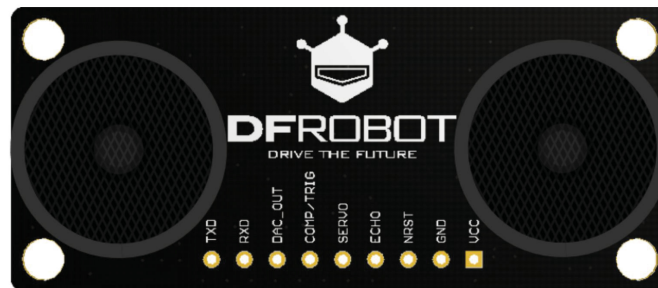 DFROBOT
DRIVE THE FUTURE
TXD
RXD
DAC_OUT
COMP/TRIG
SERVO
ECHO
NRST
GND
VCC